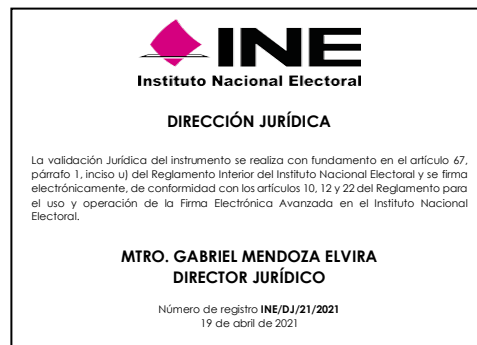 INE
Instituto Nacional Electoral
DIRECCIÓN JURÍDICA
La validación Jurídica del instrumento se realiza con fundamento en el artículo 67,
párrafo 1, inciso u) del Reglamento Interior del Instituto Nacional Electoral y se firma
electrónicamente, de conformidad con los artículos 10, 12 y 22 del Reglamento para
el uso y operación de la Firma Electrónica Avanzada en el Instituto Nacional
Electoral.
MTRO. GABRIEL MENDOZA ELVIRA
DIRECTOR JURÍDICO
Número de registro INE/DJ/21/2021
19 de abril de 2021